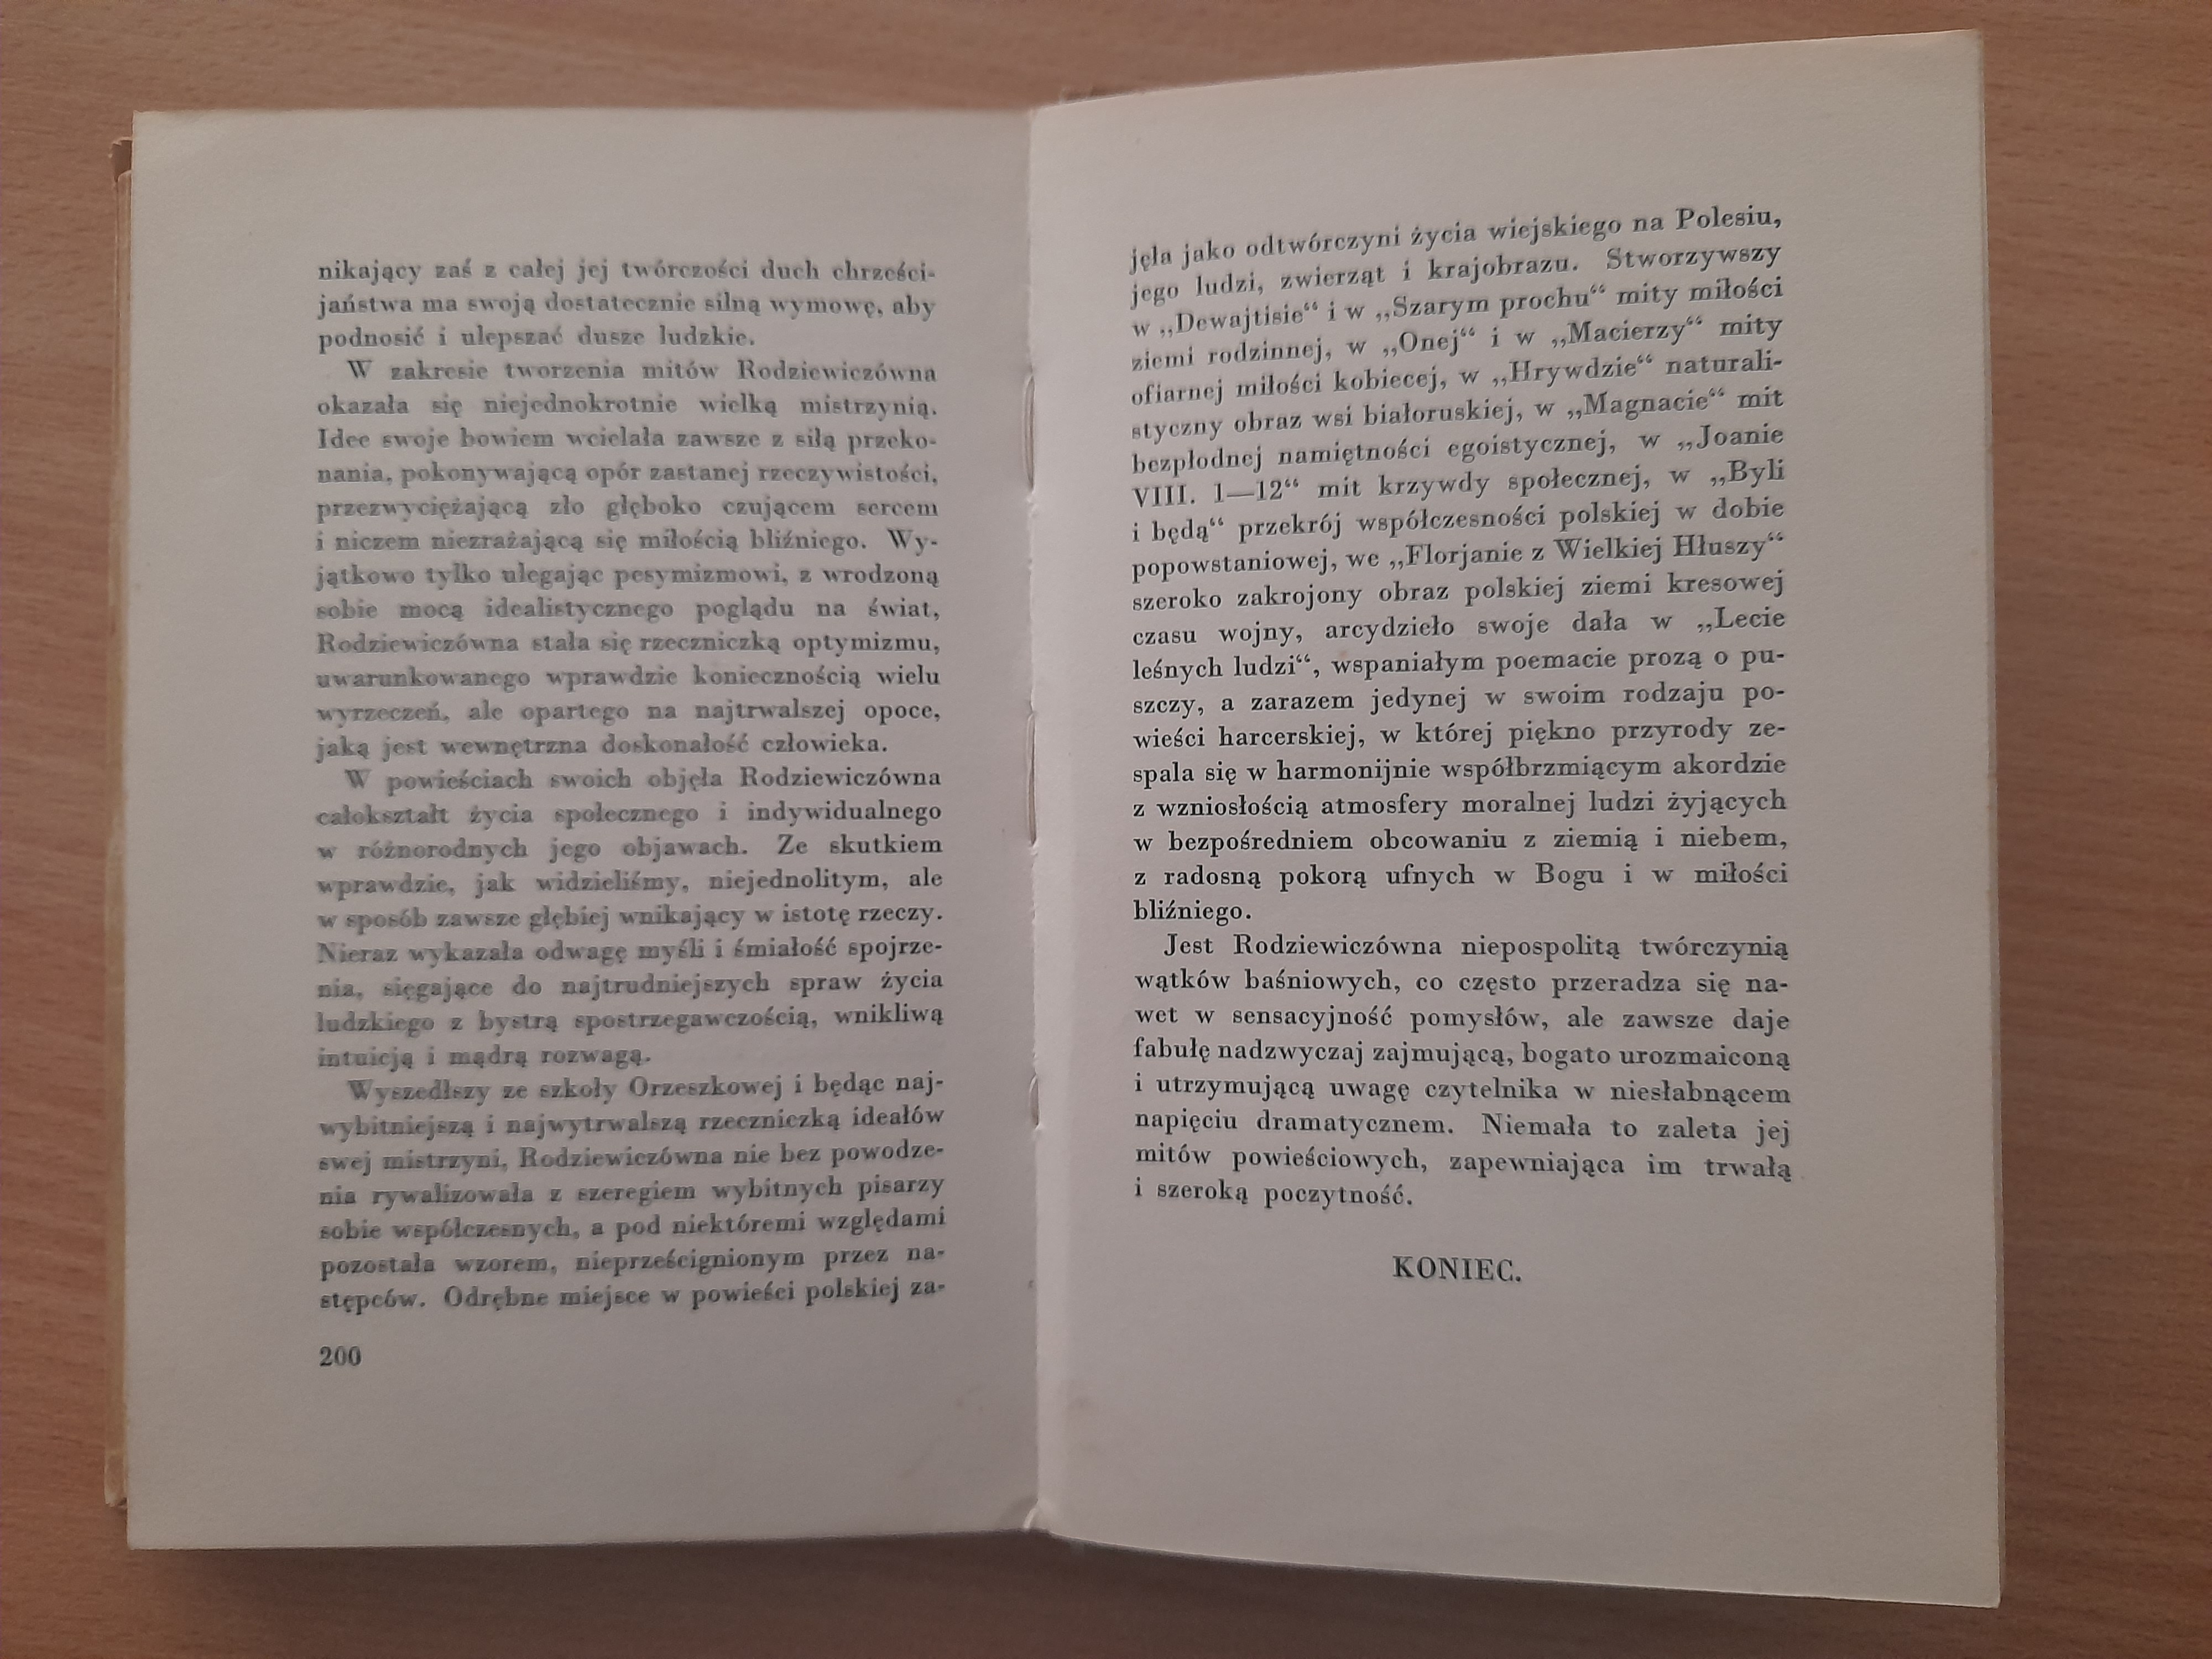 nikający zaś z całej jej twórczości duch chrześci-
jaństwa ma swoją dostatecznie silną wymowę, aby
podnosić i ulepszać dusze ludzkie.
W zakresie tworzenia mitów Rodziewiczówna
okazała się niejednokrotnie wielką mistrzynią.
Idee swoje bowiem wcielała zawsze z siłą przeko-
nania, pokonywającą opór zastanej rzeczywistości,
przezwyciężającą zło głęboko czującem sercem
i niczem niezrażającą się miłością bliźniego. Wy-
jątkowo tylko ulegając pesymizmowi, z wrodzoną
sobie mocą idealistycznego poglądu na świat,
Rodziewiczówna stała się rzeczniczką optymizmu,
uwarunkowanego wprawdzie koniecznością wielu
wyrzeczeń, ale opartego na najtrwalszej opoce,
jaką jest wewnętrzna doskonałość człowieka.
W powieściach swoich objęła Rodziewiczówna
całokształt życia społecznego i indywidualnego
w różnorodnych jego objawach. Ze skutkiem
wprawdzie, jak widzieliśmy, niejednolitym, ale
w sposób zawsze głębiej wnikający w istotę rzeczy.
Nieraz wykazała odwagę myśli i śmiałość spojrze-
nia, sięgające do najtrudniejszych spraw życia
ludzkiego z bystrą spostrzegawczością, wnikliwą
intuicją i mądrą rozwagą.
Wyszedłszy ze szkoły Orzeszkowej i będąc naj-
wybitniejszą i najwytrwalszą rzeczniczką ideałów
swej mistrzyni, Rodziewiczówna nie bez powodze-
nia rywalizowała z szeregiem wybitnych pisarzy
sobie współczesnych, a pod niektóremi względami
pozostała wzorem, nieprześcignionym przez na-
stępców. Odrębne miejsce w powieści polskiej za-
200
jęła jako odtwórczyni życia wiejskiego na Polesiu,
jego ludzi, zwierząt i krajobrazu. Stworzywszy
w „Dewajtisie“ i w „Szarym prochu“ mity miłości
ziemi rodzinnej, w „Onej“ i w „Macierzy“ mity
ofiarnej miłości kobiecej, w „Hrywdzie“ naturali-
styczny obraz wsi białoruskiej, w „Magnacie“ mit
bezpłodnej namiętności egoistycznej, w „Joanie
VIII. 1—12“ mit krzywdy społecznej, w „Byli
i będą“ przekrój współczesności polskiej w dobie
popowstaniowej, we „Florjanie z Wielkiej Hłuszy“
szeroko zakrojony obraz polskiej ziemi kresowej
czasu wojny, arcydzieło swoje dała w „Lecie
leśnych ludzi“, wspaniałym poemacie prozą o pu-
szczy, a zarazem jedynej w swoim rodzaju po-
wieści harcerskiej, w której piękno przyrody ze-
spala się w harmonijnie współbrzmiącym akordzie
z wzniosłością atmosfery moralnej ludzi żyjących
w bezpośredniem obcowaniu z ziemią i niebem,
z radosną pokorą ufnych w Bogu i w miłości
bliźniego.
Jest Rodziewiczówna niepospolitą twórczynią
wątków baśniowych, co często przeradza się na-
wet w sensacyjność pomysłów, ale zawsze daje
fabułę nadzwyczaj zajmującą, bogato urozmaiconą
i utrzymującą uwagę czytelnika w niesłabnącem
napięciu dramatycznem. Niemała to zaleta jej
mitów powieściowych, zapewniająca im trwałą
i szeroką poczytność.
KONIEC.